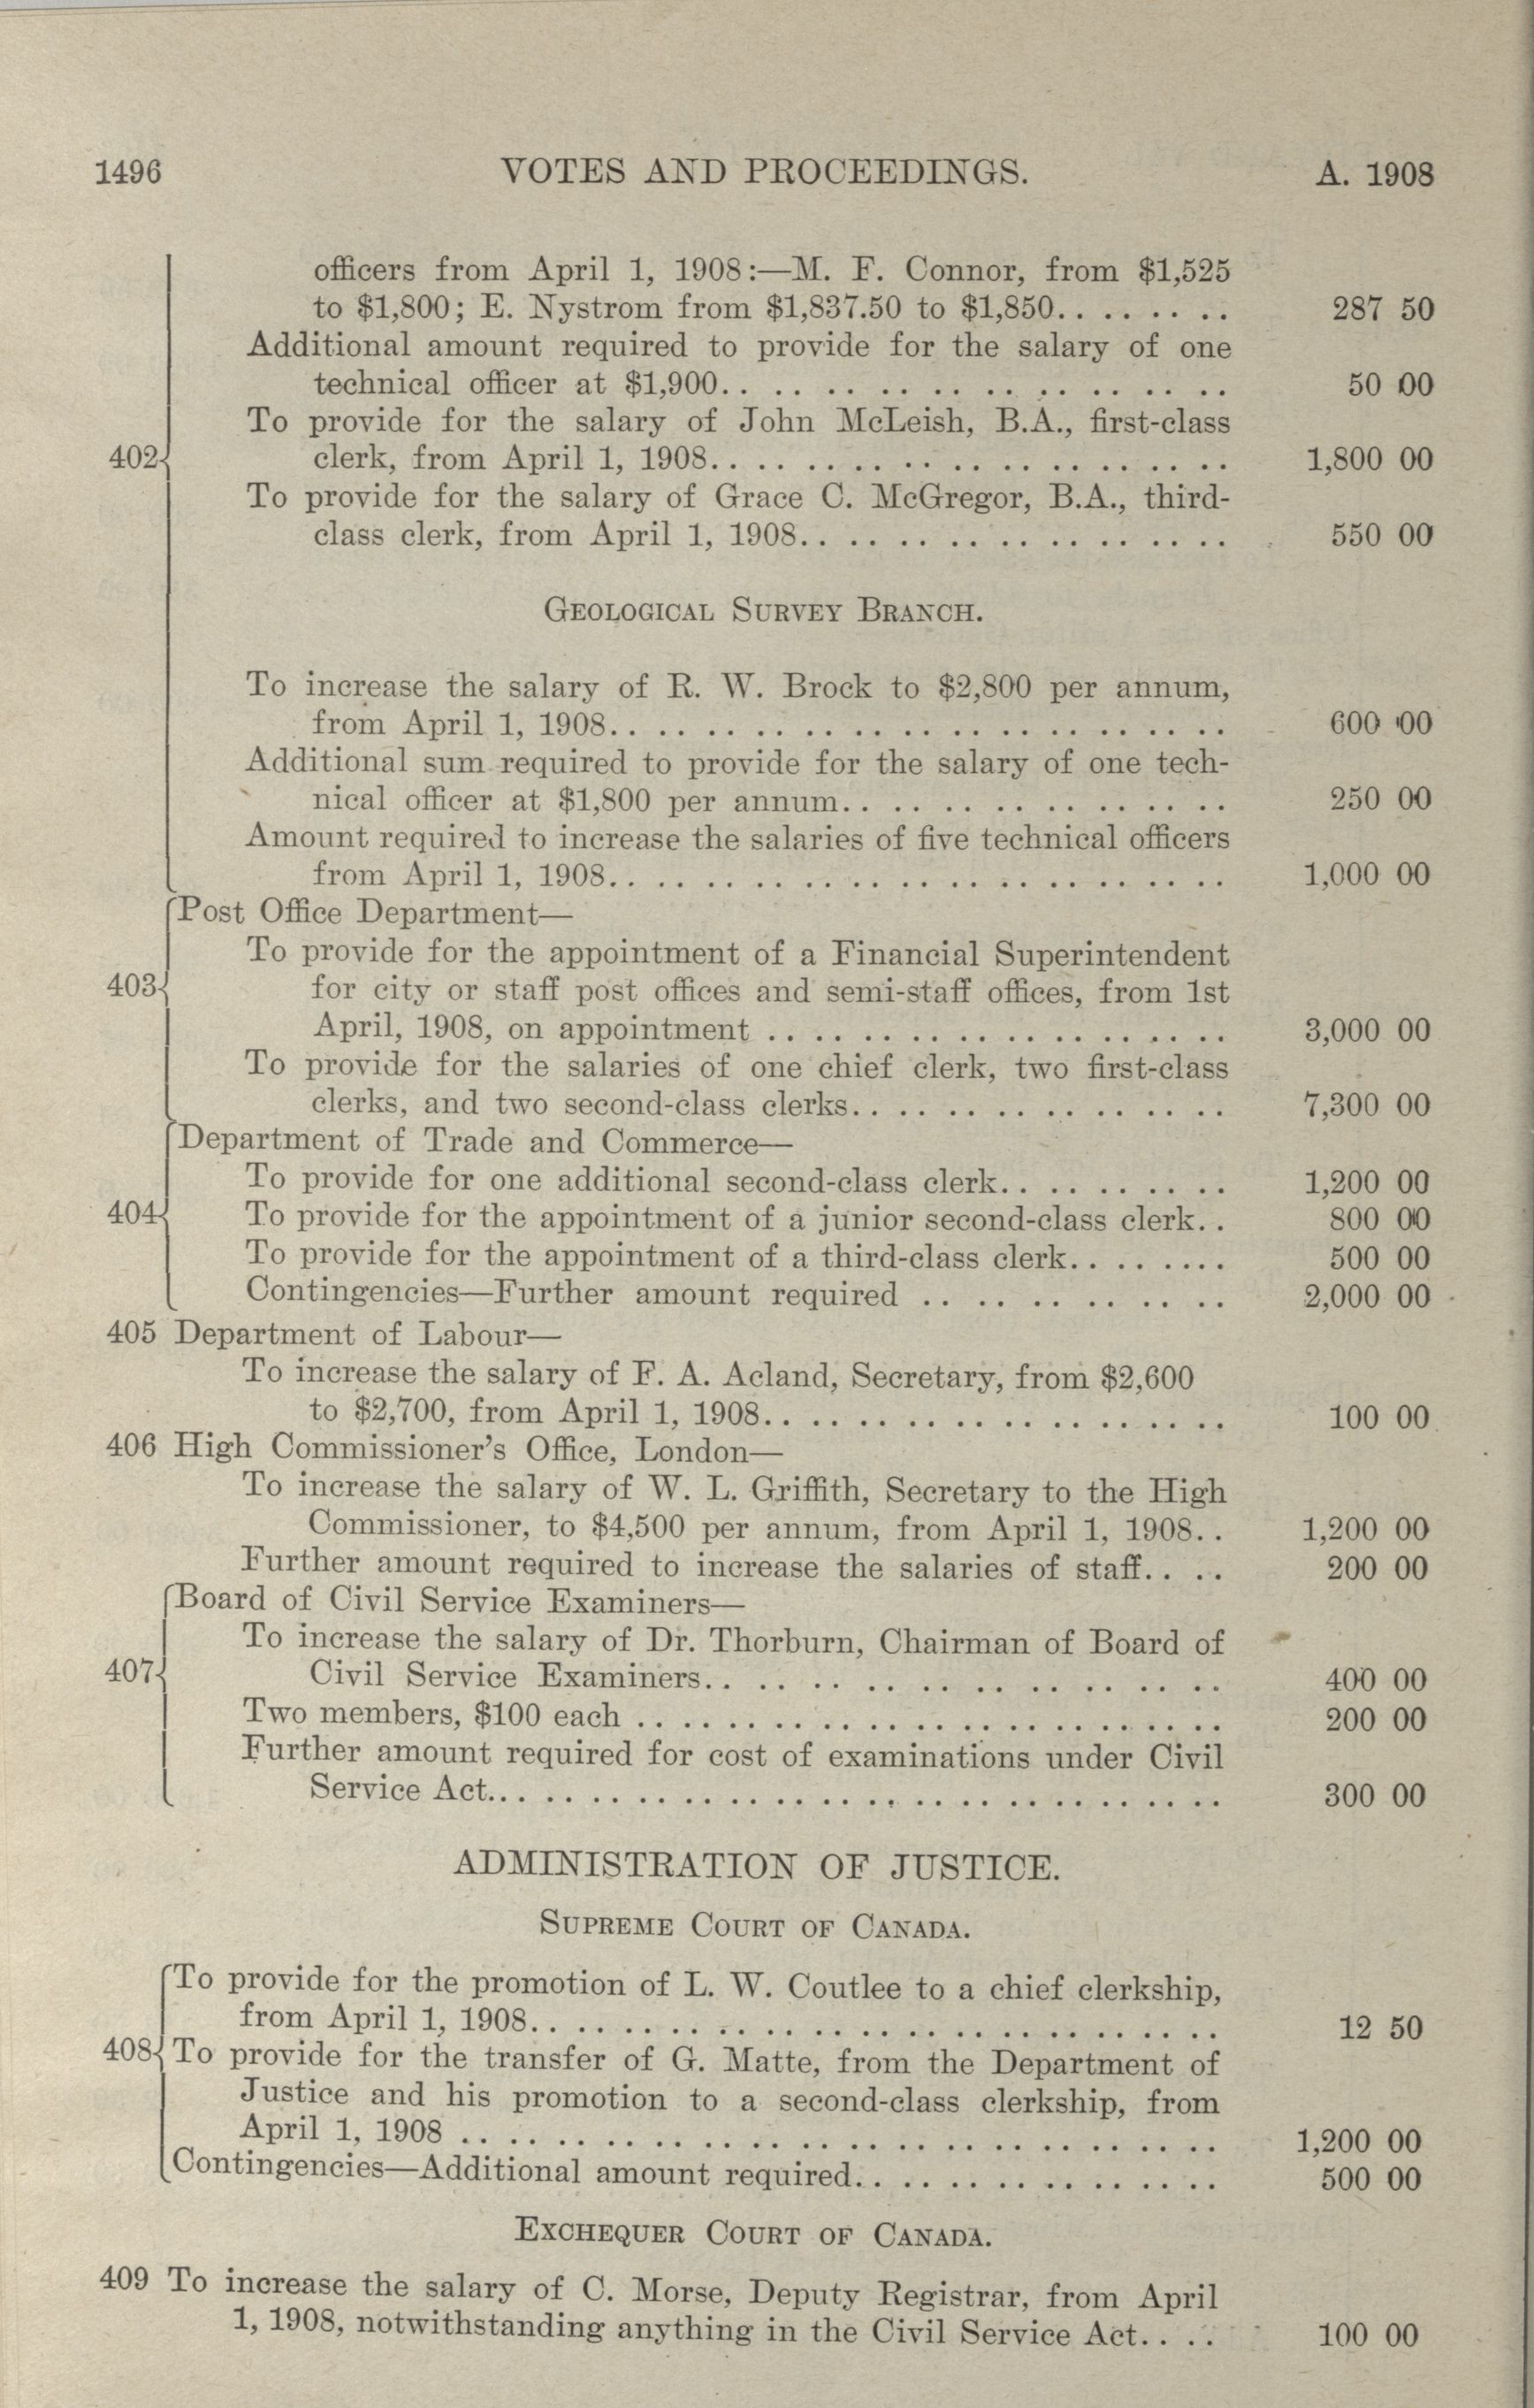 1496 VOTES AND PROCEEDINGS. A. 1908
officers from April 1, 1908:—M. F. Connor, from $1,525
to $1,800; E. Nystrom from $1,837.50 to $1,850. . . . . . . . 287 50
Additional amount required to provide for the salary of one
technical officer at $1,900. . . . . . . . . . . . . . . . . . . . . 50 00
To provide for the salary of John McLeish, B.A., first-class
402{ clerk, from April 1, 1908. . . . . . . . . . . . . . . . . . . . . . 1,800 00
To provide for the salary of Grace C. McGregor, B.A., third-
class clerk, from April 1, 1908. . . . . . . . . . . . . . . . . . 550 00
GEOLOGICAL SURVEY BRANCH.
To increase the salary of R. W. Brock to $2,800 per annum,
from April 1, 1908. . . . . . . . . . . . . . . . . . . . . . . . . . 600 00
Additional sum required to provide for the salary of one tech-
nical officer at $1,800 per annum. . . . . . . . . . . . . . . . 250 00
Amount required to increase the salaries of five technical officers
from April 1, 1908. . . . . . . . . . . . . . . . . . . . . . . . . . 1,000 00
Post Office Department—
To provide for the appointment of a Financial Superintendent
403{ for city or staff post offices and semi-staff offices, from 1st
April, 1908, on appointment . . . . . . . . . . . . . . . . . . . 3,000 00
To provide for the salaries of one chief clerk, two first-class
clerks, and two second-class clerks. . . . . . . . . . . . . . . . 7,300 00
Department of Trade and Commerce—
To provide for one additional second-class clerk. . . . . . . . . . 1,200 00
404{ To provide for the appointment of a junior second-class clerk. . 800 00
To provide for the appointment of a third-class clerk. . . . . . . . 500 00
Contingencies—Further amount required . . . . . . . . . . . . 2,000 00
405 Department of Labour—
To increase the salary of F. A. Acland, Secretary, from $2,600
to $2,700, from April 1, 1908. . . . . . . . . . . . . . . . . . . . 100 00
406 High Commissioner's Office, London—
To increase the salary of W. L. Griffith, Secretary to the High
Commissioner, to $4,500 per annum, from April 1, 1908. . 1,200 00
Further amount required to increase the salaries of staff. . . . 200 00
Board of Civil Service Examiners—
To increase the salary of Dr. Thorburn, Chairman of Board of
407{ Civil Service Examiners. . . . . . . . . . . . . . . . . . . . 400 00
Two members, $100 each . . . . . . . . . . . . . . . . . . . . . . . . . 200 00
Further amount required for cost of examinations under Civil
Service Act. . . . . . . . . . . . . . . . . . . . . . . . . . . . . . . . 300 00
ADMINISTRATION OF JUSTICE.
SUPREME COURT OF CANADA.
To provide for the promotion of L. W. Coutlee to a chief clerkship,
from April 1, 1908. . . . . . . . . . . . . . . . . . . . . . . . . . . . . 12 50
408{ To provide for the transfer of G. Matte, from the Department of
Justice and his promotion to a second-class clerkship, from
April 1, 1908 . . . . . . . . . . . . . . . . . . . . . . . . . . . . . . . 1,200 00
Contingencies—Additional amount required. . . . . . . . . . . . . . . 500 00
EXCHEQUER COURT OF CANADA.
409 To increase the salary of C. Morse, Deputy Registrar, from April
1, 1908, notwithstanding anything in the Civil Service Act. . . . 100 00